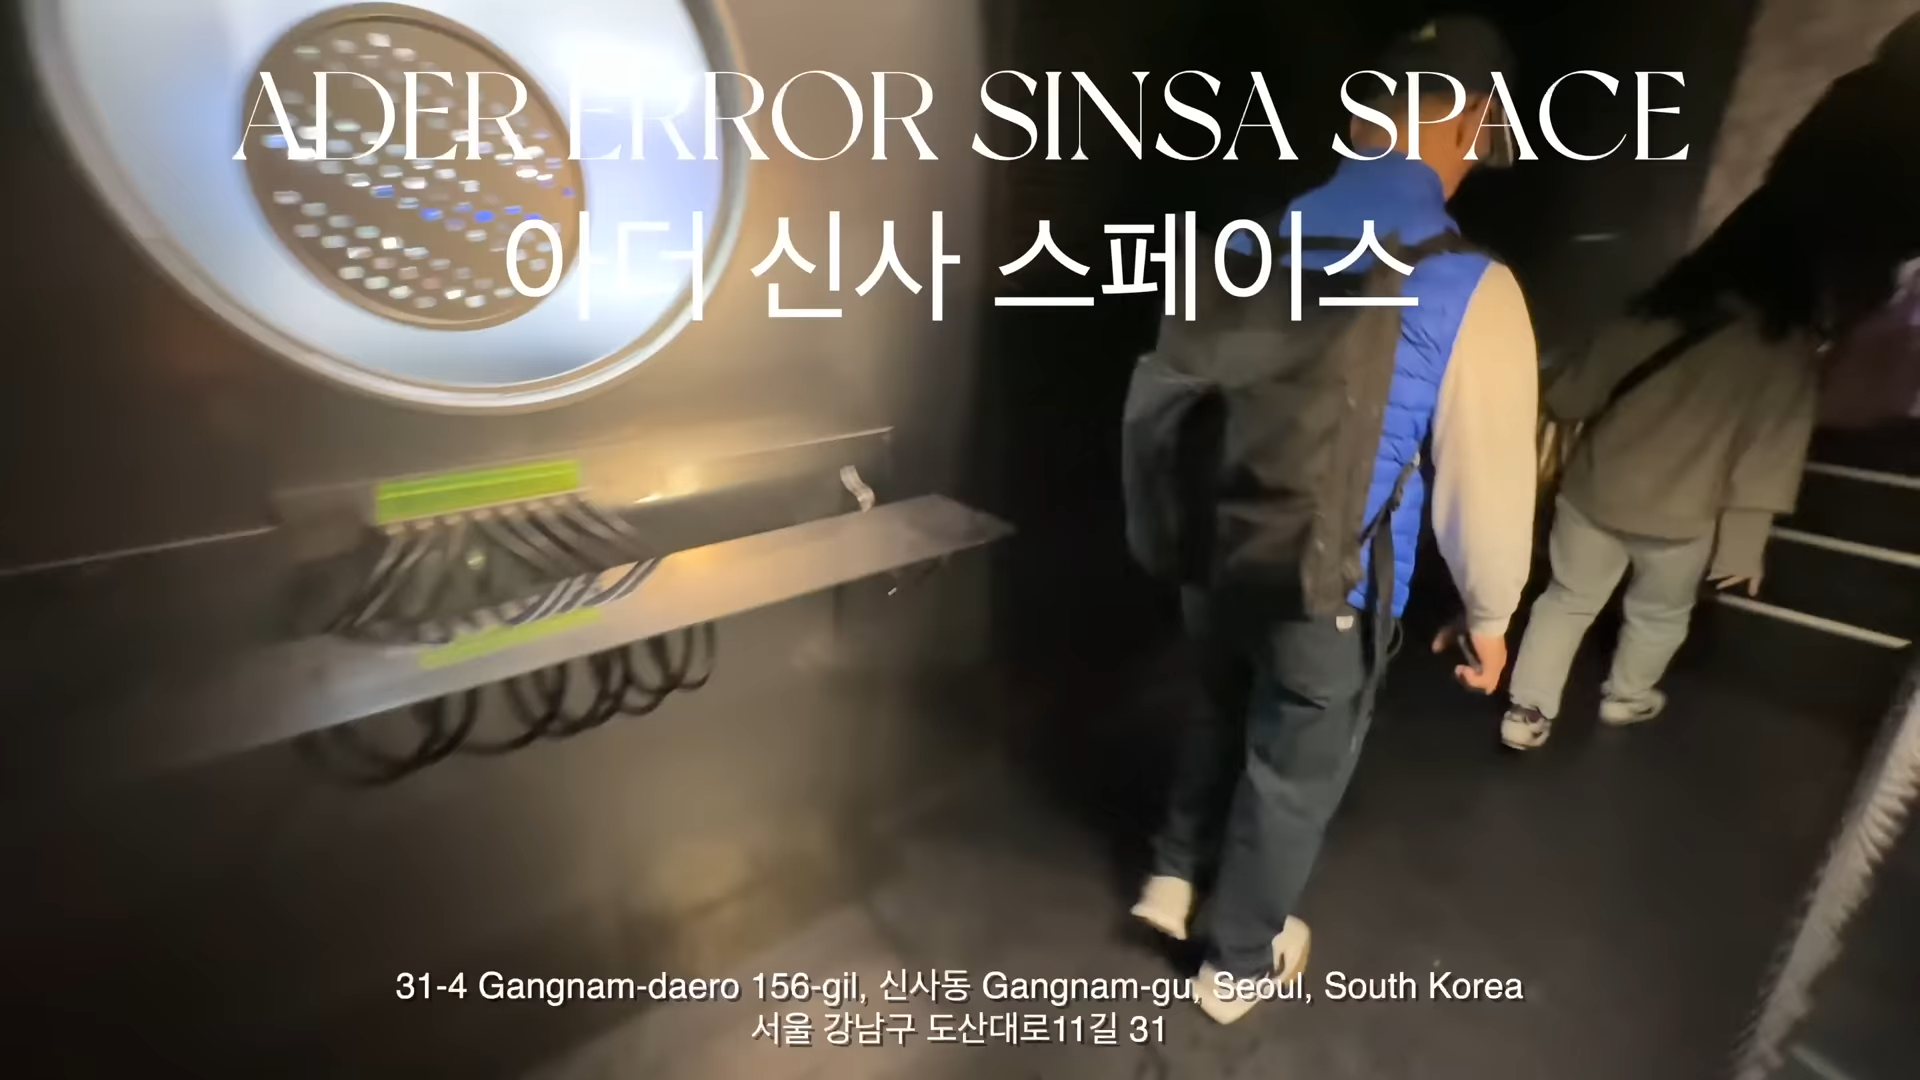 ADER ERROR SINSA SPACE
아더 신사 스페이스
31-4 Gangnam-daero 156-gil, 신사동 Gangnam-gu, Seoul, South Korea
서울 강남구 도산대로11길 31